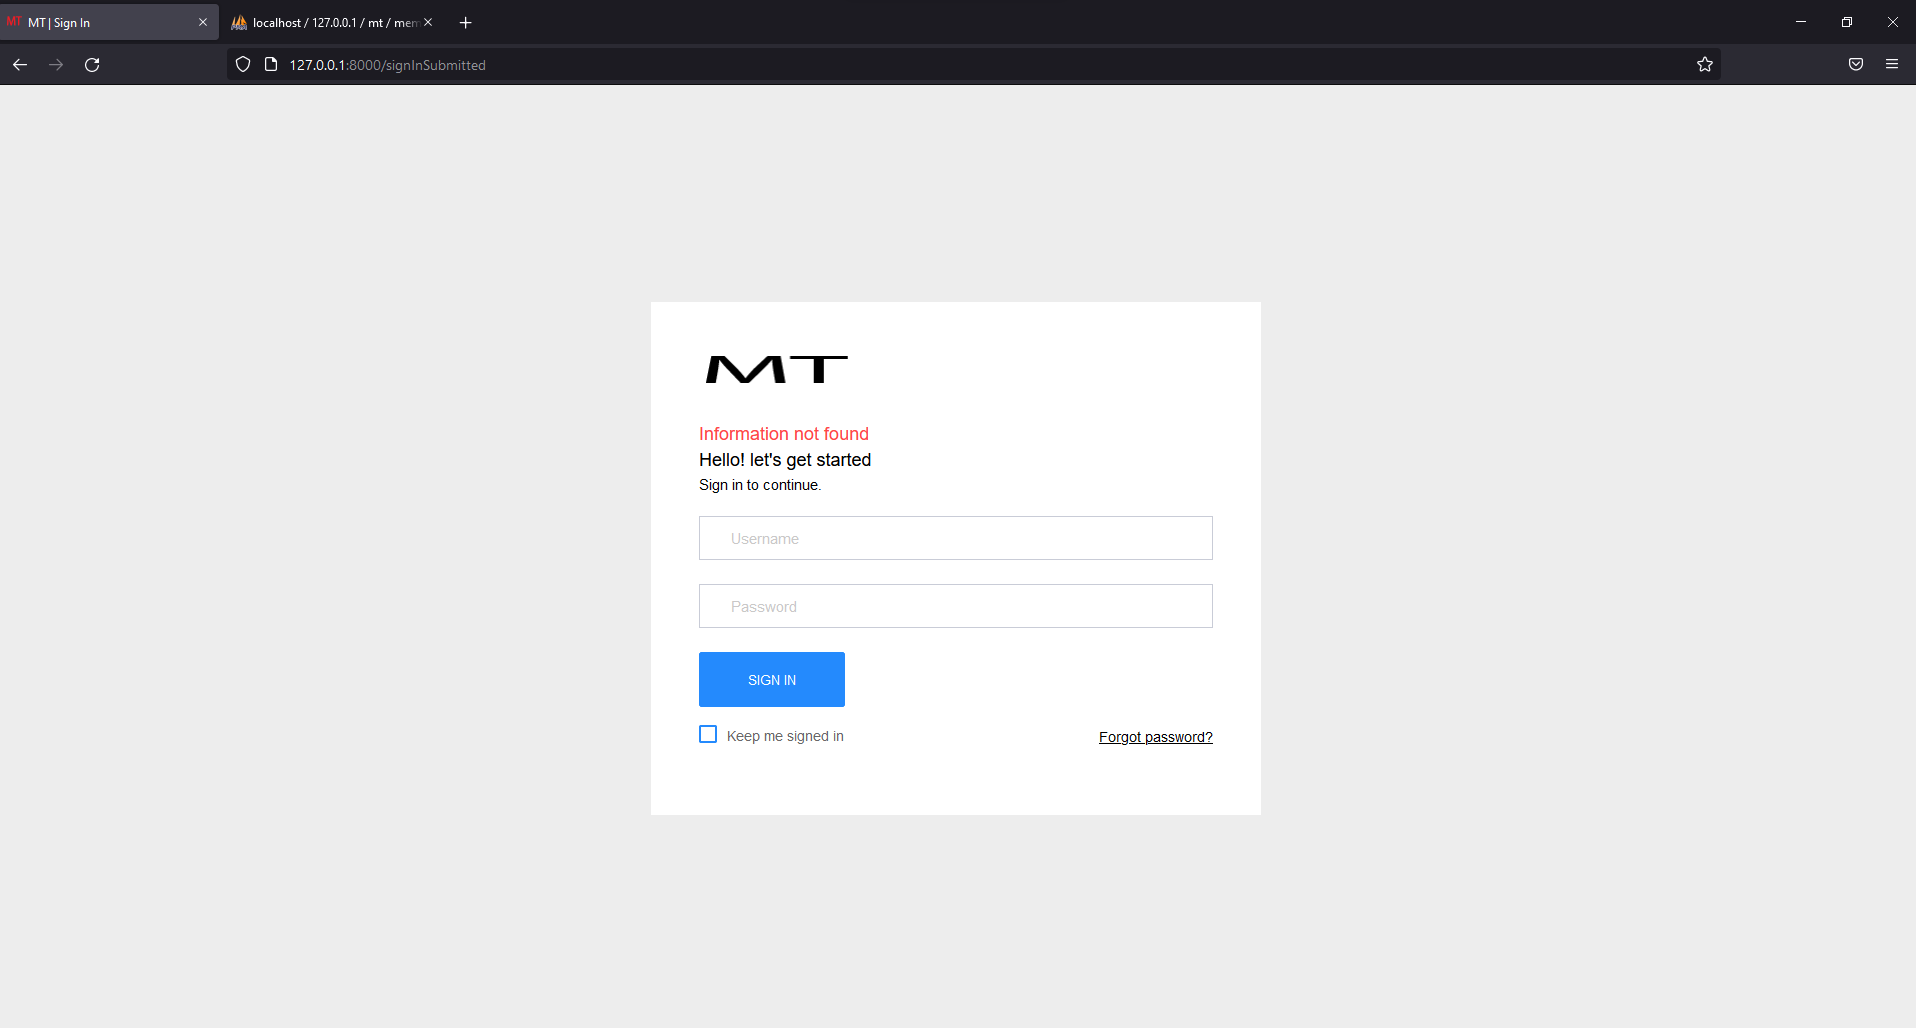 MT MT | Sign In
localhost / 127.0.0.1 / mt / mem
127.0.0.1:8000/signInSubmitted
MT
Information not found
Hello! let's get started
Sign in to continue.
Username
Password
SIGN IN
Keep me signed in
Forgot password?